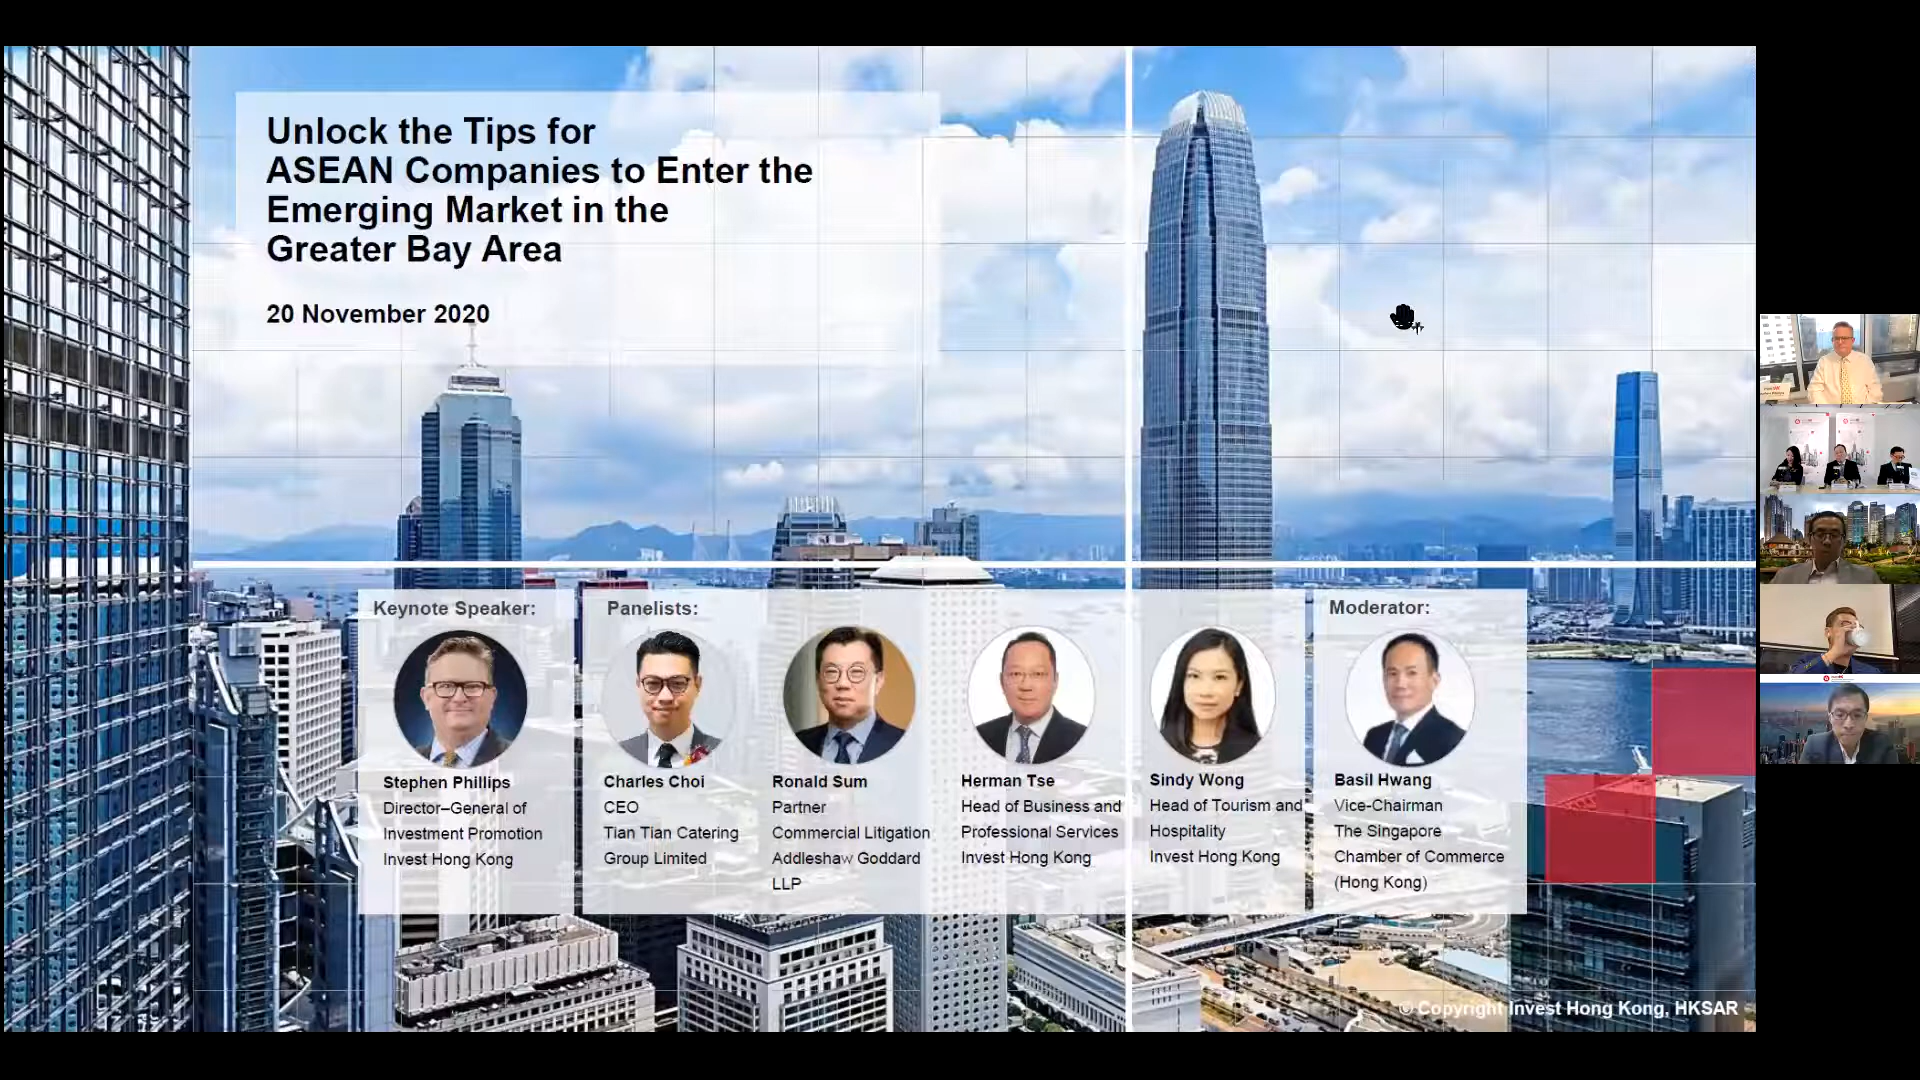 Unlock the Tips for
ASEAN Companies to Enter the
Emerging Market in the
Greater Bay Area
20 November 2020
Keynote Speaker:
Stephen Phillips
Director–General of
Investment Promotion
Invest Hong Kong
Panelists:
Charles Choi
CEO
Tian Tian Catering
Group Limited
Ronald Sum
Partner
Commercial Litigation
Addleshaw Goddard
LLP
Herman Tse
Head of Business and
Professional Services
Invest Hong Kong
Sindy Wong
Head of Tourism and
Hospitality
Invest Hong Kong
Moderator:
Basil Hwang
Vice-Chairman
The Singapore
Chamber of Commerce
(Hong Kong)
© Copyright Invest Hong Kong, HKSAR